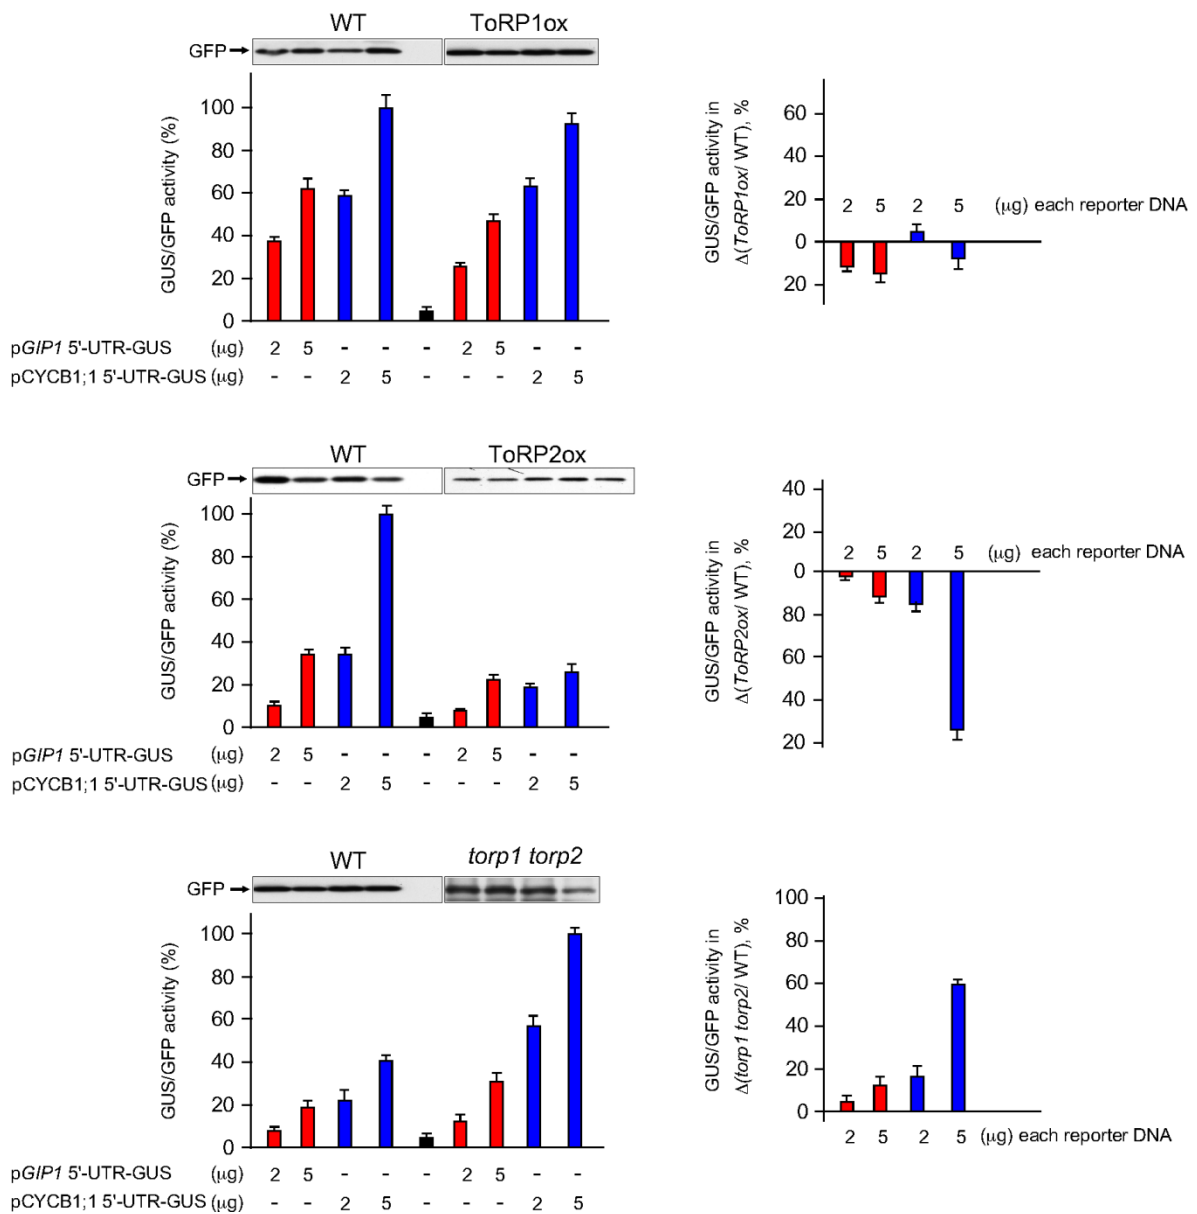 WT ToRP1ox
GFP
GUS/GFP activity (%)
100
80
60
40
20
0
pGIP1 5'-UTR-GUS (μg) 2 5 - - - 2 5 - -
pCYCB1;1 5'-UTR-GUS (μg) - - 2 5 - - - 2 5
GUS/GFP activity in
Δ(ToRP1ox/ WT), %
60
40
20
0
20
2 5 2 5 (μg) each reporter DNA
WT ToRP2ox
GFP
GUS/GFP activity (%)
100
80
60
40
20
0
pGIP1 5'-UTR-GUS (μg) 2 5 - - - 2 5 - -
pCYCB1;1 5'-UTR-GUS (μg) - - 2 5 - - - 2 5
GUS/GFP activity in
Δ(ToRP2ox/ WT), %
40
20
0
80
60
40
20
2 5 2 5 (μg) each reporter DNA
WT torp1 torp2
GFP
GUS/GFP activity (%)
100
80
60
40
20
0
pGIP1 5'-UTR-GUS (μg) 2 5 - - - 2 5 - -
pCYCB1;1 5'-UTR-GUS (μg) - - 2 5 - - - 2 5
GUS/GFP activity in
Δ(torp1 torp2/ WT), %
100
80
60
40
20
0
2 5 2 5 (μg) each reporter DNA